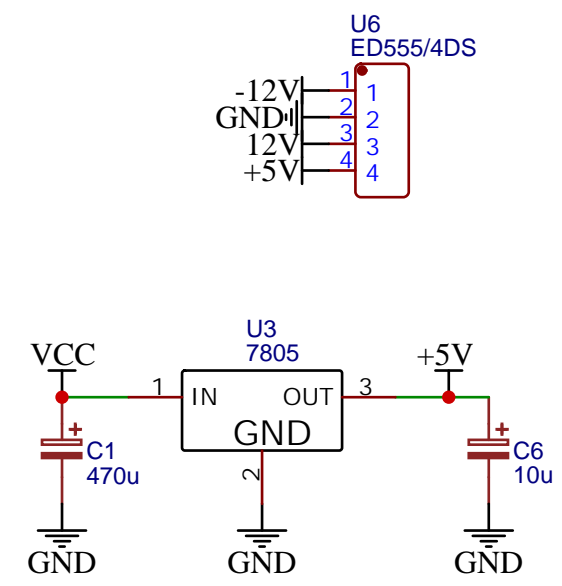 U6
ED555/4DS
-12V 1 1
GND 2 2
12V 3 3
+5V 4 4
U3
7805
VCC
+5V
1 IN OUT 3
GND
+
C1
470u
2
+
C6
10u
GND
GND
GND